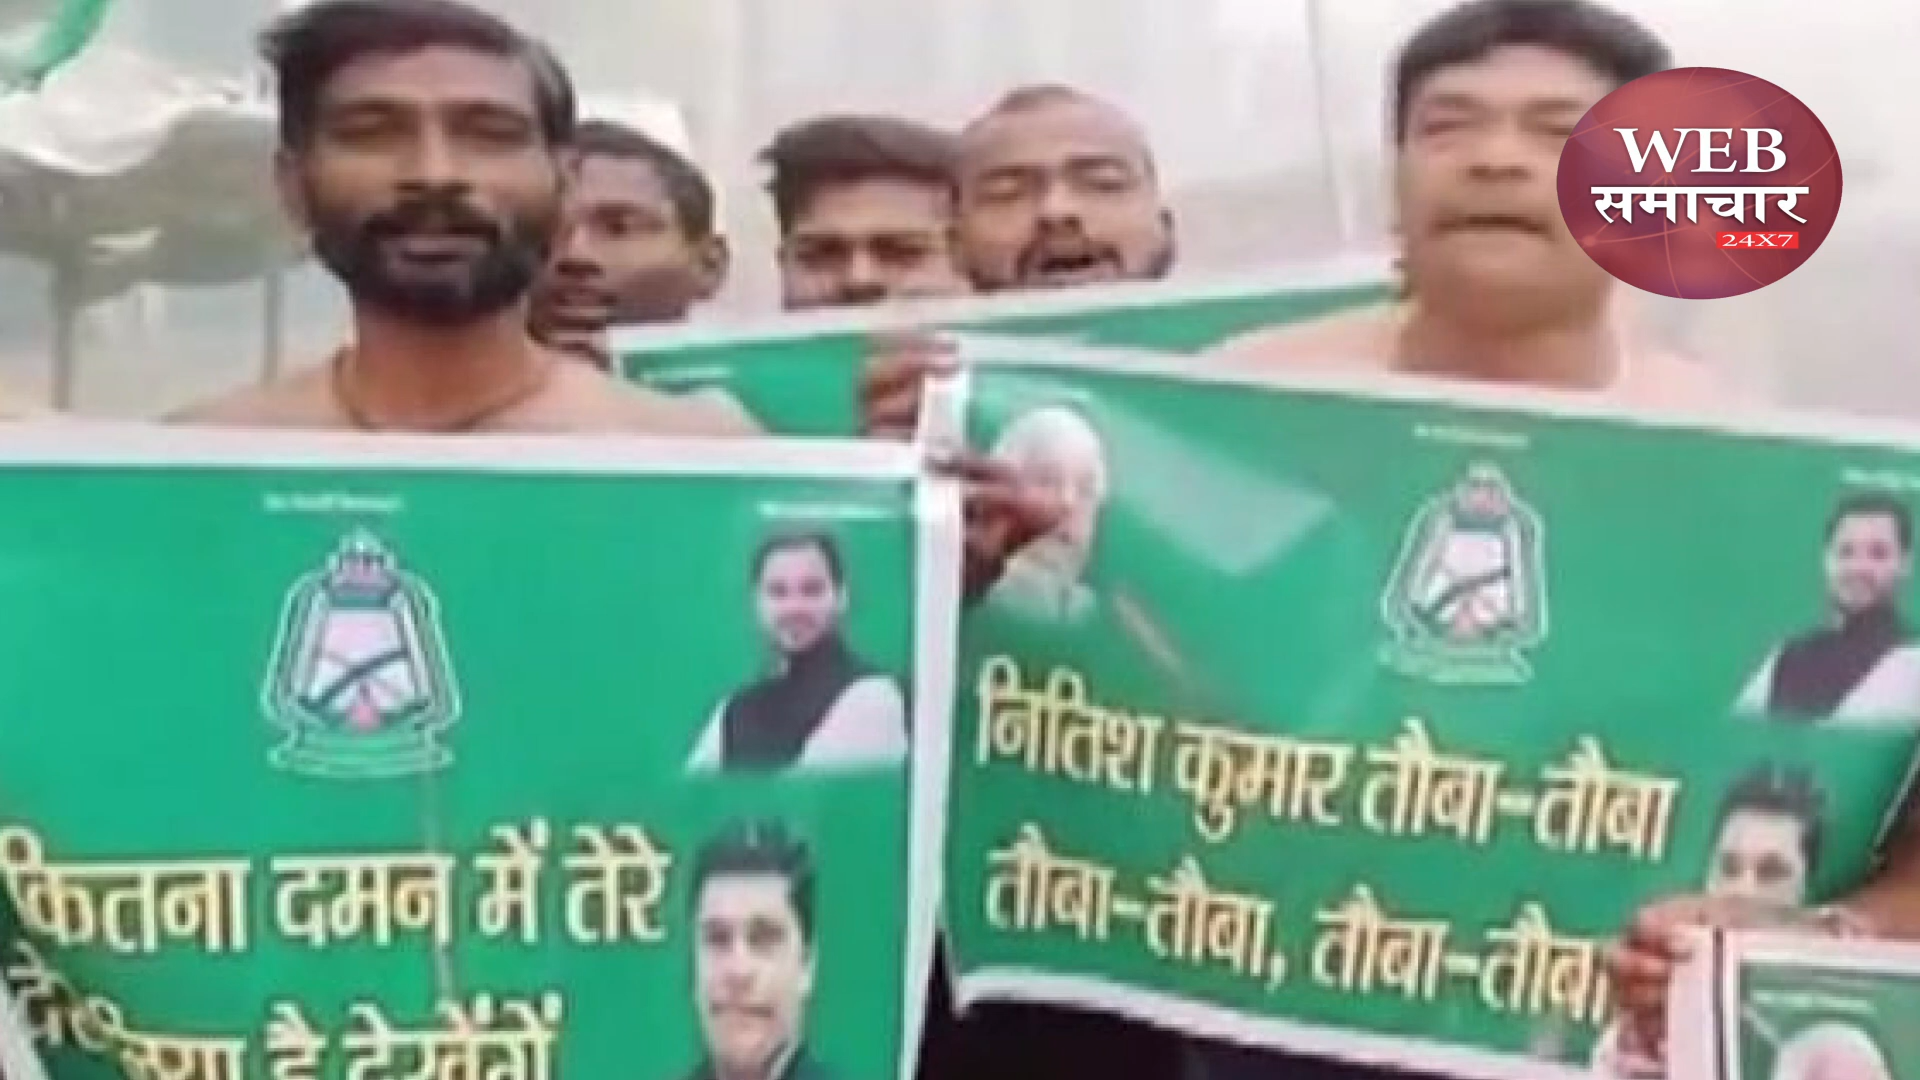 WEB
समाचार
24X7
कितना दमन में तेरे
है देखेंगें
नितिश कुमार तौबा-तौबा
तौबा-तौबा, तौबा-तौबा